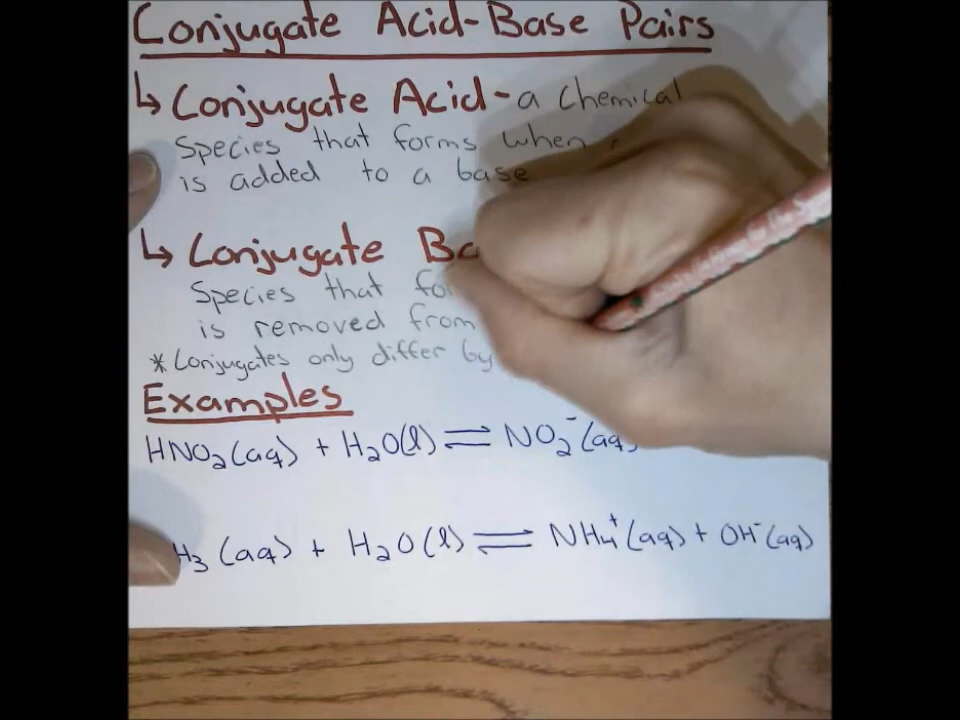 Conjugate Acid-Base Pairs
↳ Conjugate Acid - a chemical
Species that forms when
is added to a base
↳ Conjugate
Species that
is removed from
* Conjugates only differ by
Examples
HNO₂(aq) + H₂O(l) ⇌ NO₂⁻(aq)
H₃(aq) + H₂O(l) ⇌ NH₄⁺(aq) + OH⁻(aq)